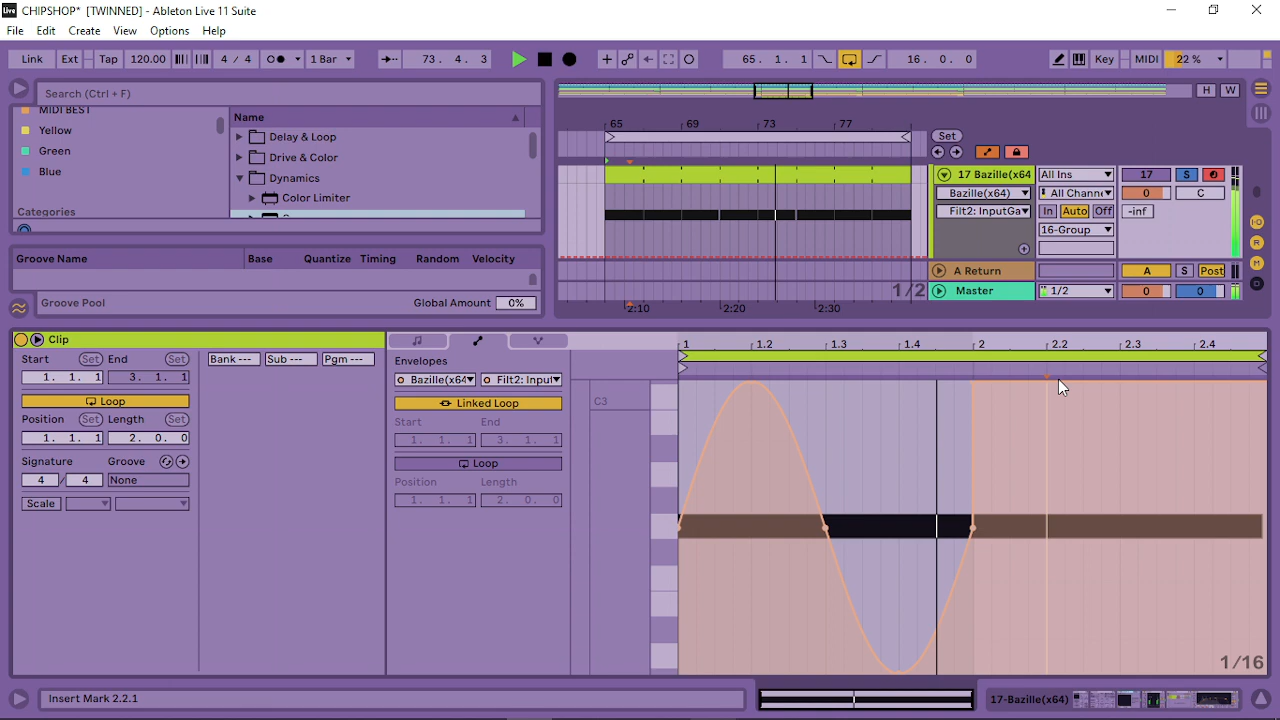 Live CHIPSHOP* [TWINNED] - Ableton Live 11 Suite
File Edit Create View Options Help
Link Ext Tap 120.00 4 / 4 1 Bar 73. 4. 3 65. 1. 1 16. 0. 0 Key MIDI 22 %
Search (Ctrl + F)
H W
MIDI BEST
Yellow
Green
Blue
Categories
Name
Delay & Loop
Drive & Color
Dynamics
Color Limiter
65 69 73 77
Set
17 Bazille(x64 All Ins 17 S
Bazille(x64) All Channe 0 C
Filt2: InputGa In Auto Off -inf
16-Group
A Return A S Post
1/2 Master 1/2 0 0
2:10 2:20 2:30
Groove Name Base Quantize Timing Random Velocity
Groove Pool Global Amount 0%
Clip
Start Set End Set
1. 1. 1 3. 1. 1
Loop
Position Set Length Set
1. 1. 1 2. 0. 0
Signature Groove
4 / 4 None
Scale
Bank --- Sub --- Pgm ---
Envelopes
Bazille(x64 Filt2: Input
Linked Loop
Start End
1. 1. 1 3. 1. 1
Loop
Position Length
1. 1. 1 2. 0. 0
1 1.2 1.3 1.4 2 2.2 2.3 2.4
C3
1/16
Insert Mark 2.2.1
17-Bazille(x64)